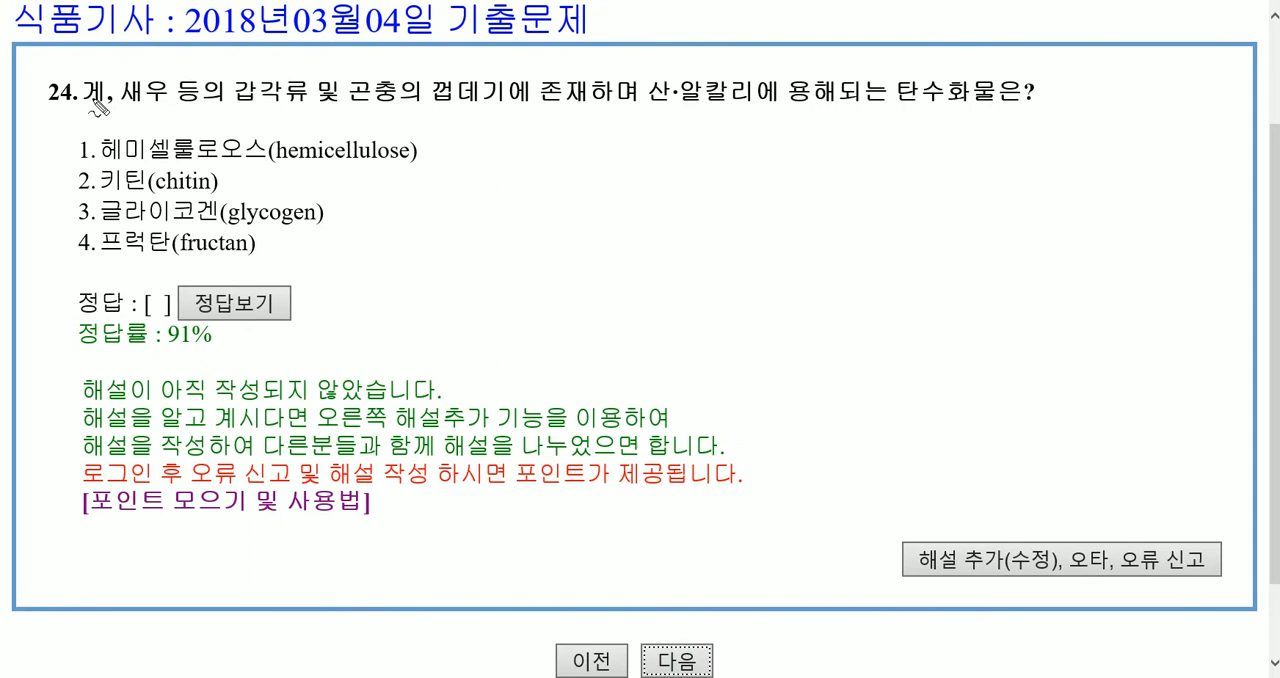 식품기사 : 2018년03월04일 기출문제
24. 게, 새우 등의 갑각류 및 곤충의 껍데기에 존재하며 산·알칼리에 용해되는 탄수화물은?
1. 헤미셀룰로오스(hemicellulose)
2. 키틴(chitin)
3. 글라이코겐(glycogen)
4. 프럭탄(fructan)
정답 : [ ] 정답보기
정답률 : 91%
해설이 아직 작성되지 않았습니다.
해설을 알고 계시다면 오른쪽 해설추가 기능을 이용하여
해설을 작성하여 다른분들과 함께 해설을 나누었으면 합니다.
로그인 후 오류 신고 및 해설 작성 하시면 포인트가 제공됩니다.
[포인트 모으기 및 사용법]
해설 추가(수정), 오타, 오류 신고
이전 다음